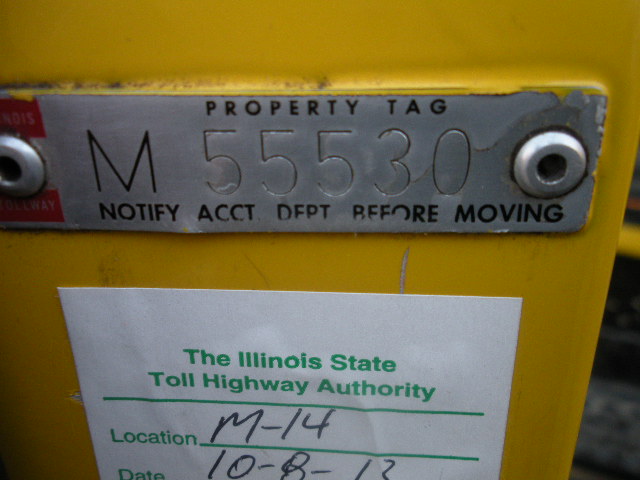 PROPERTY TAG
M 55530
NOTIFY ACCT. DEPT. BEFORE MOVING
The Illinois State
Toll Highway Authority
Location M-14
Date 10-8-13